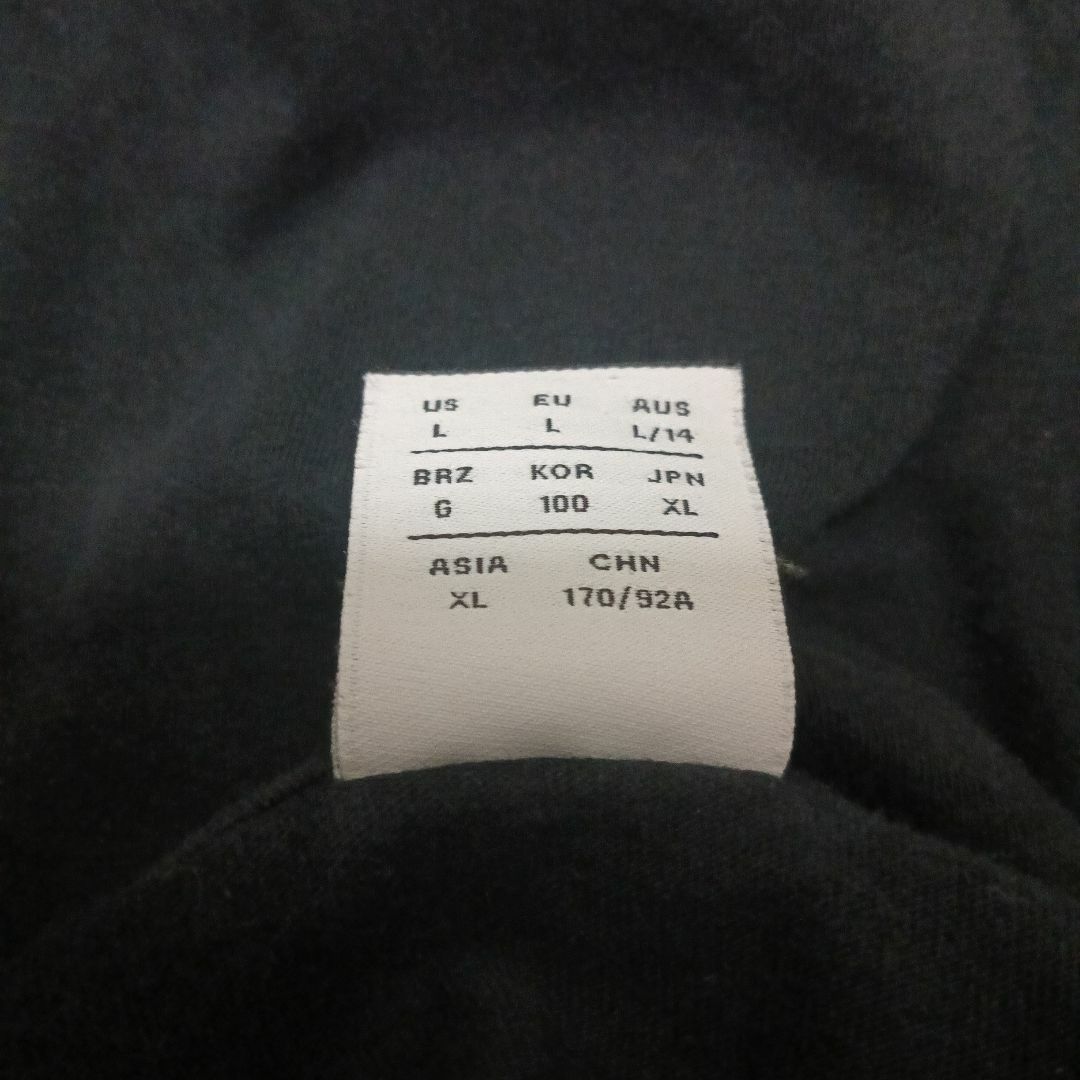 US EU AUS
L L L/14
BRZ KOR JPN
G 100 XL
ASIA CHN
XL 170/92A